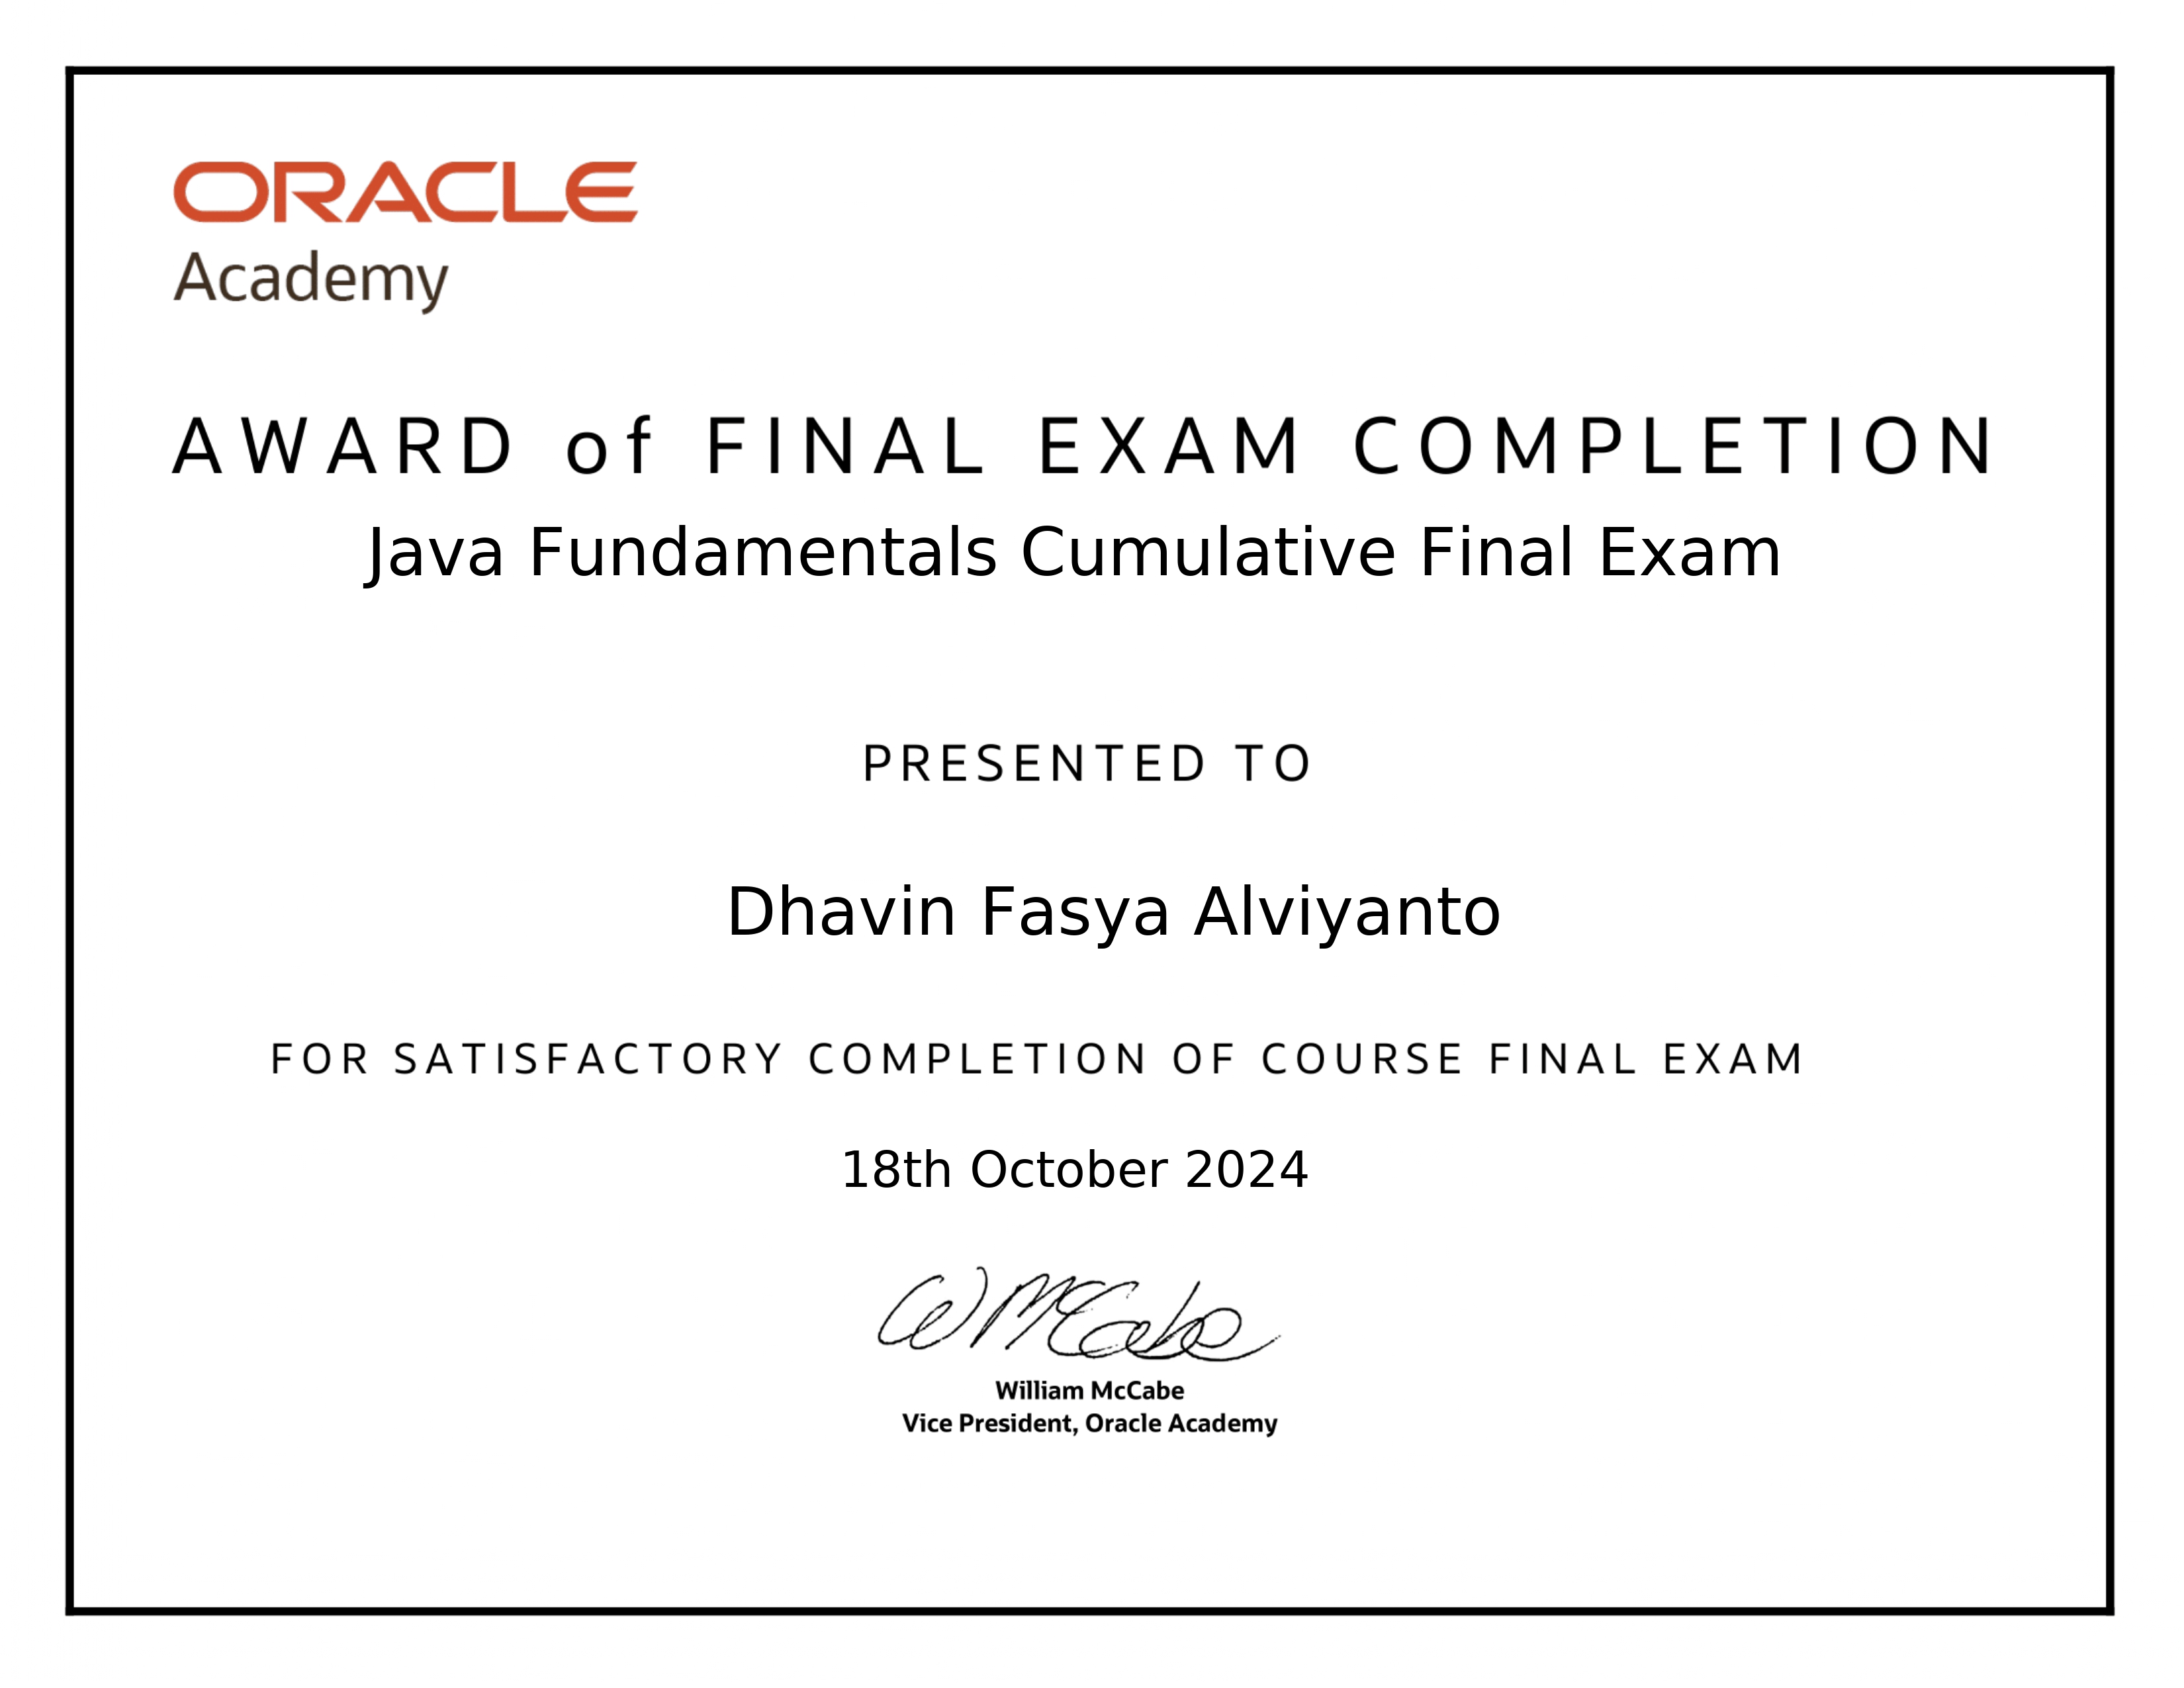 ORACLE
Academy
AWARD of FINAL EXAM COMPLETION
Java Fundamentals Cumulative Final Exam
PRESENTED TO
Dhavin Fasya Alviyanto
FOR SATISFACTORY COMPLETION OF COURSE FINAL EXAM
18th October 2024
W McCabe
William McCabe
Vice President, Oracle Academy